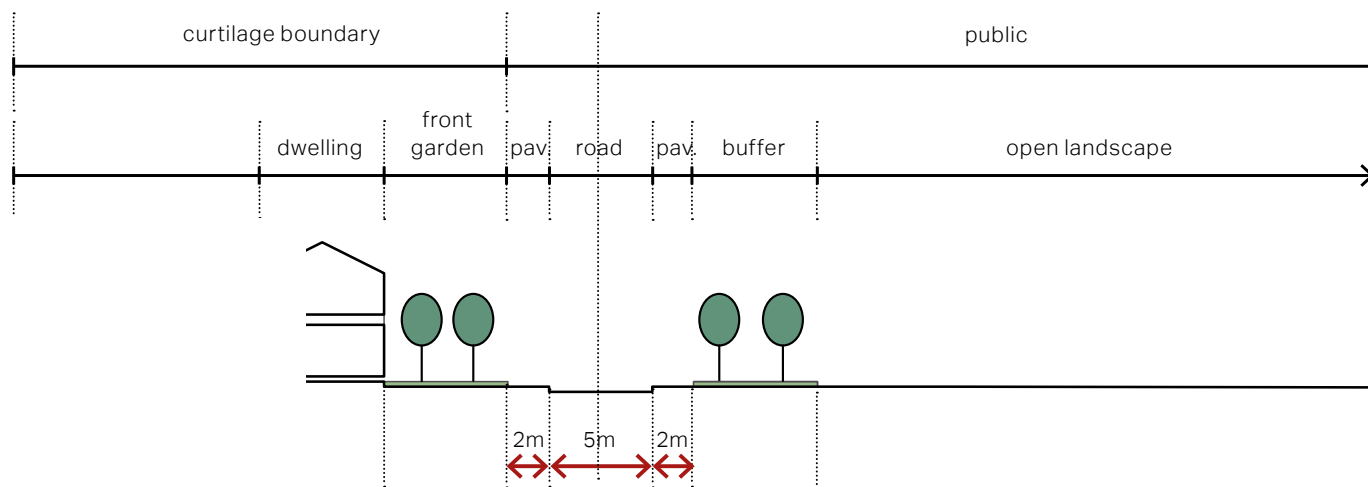 curtilage boundary
public
front
dwelling garden pav. road pav. buffer open landscape
2m 5m 2m